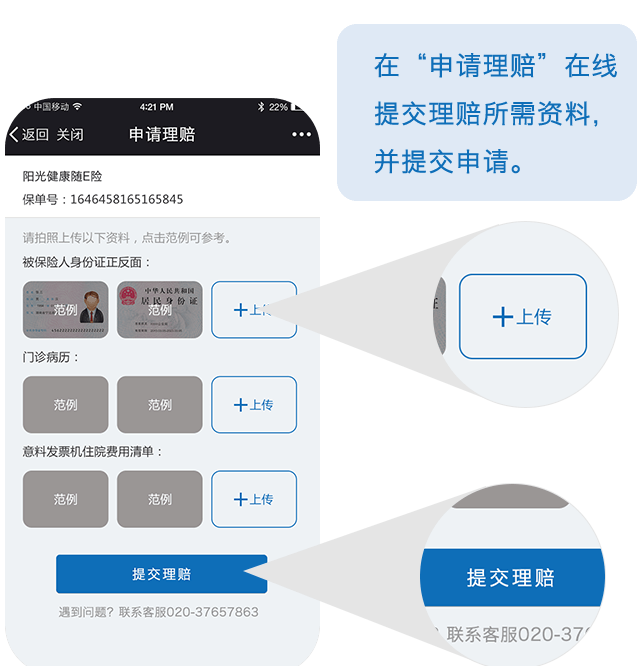 在“申请理赔”在线
提交理赔所需资料，
并提交申请。
中国移动 4:21 PM 22%
返回 关闭 申请理赔
阳光健康随E险
保单号：1646458165165845
请拍照上传以下资料，点击范例可参考。
被保险人身份证正反面：
范例 中华人民共和国 居民身份证 范例 上传
上传
门诊病历：
范例 范例 上传
意料发票机住院费用清单：
范例 范例 上传
提交理赔
遇到问题？联系客服020-37657863
提交理赔
联系客服020-37